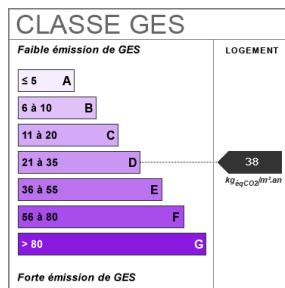 CLASSE GES
Faible émission de GES
LOGEMENT
≤ 5 A
6 à 10 B
11 à 20 C
21 à 35 D
38
kgéqCO2/m².an
36 à 55 E
56 à 80 F
> 80 G
Forte émission de GES